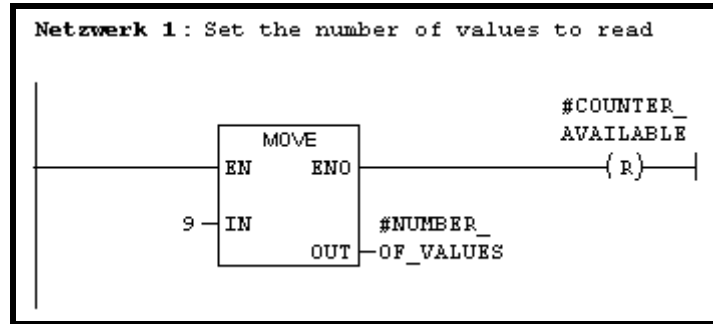 Netzwerk 1: Set the number of values to read
#COUNTER_
AVAILABLE
MOVE
EN ENO
( R )
9 IN
#NUMBER_
OUT OF_VALUES